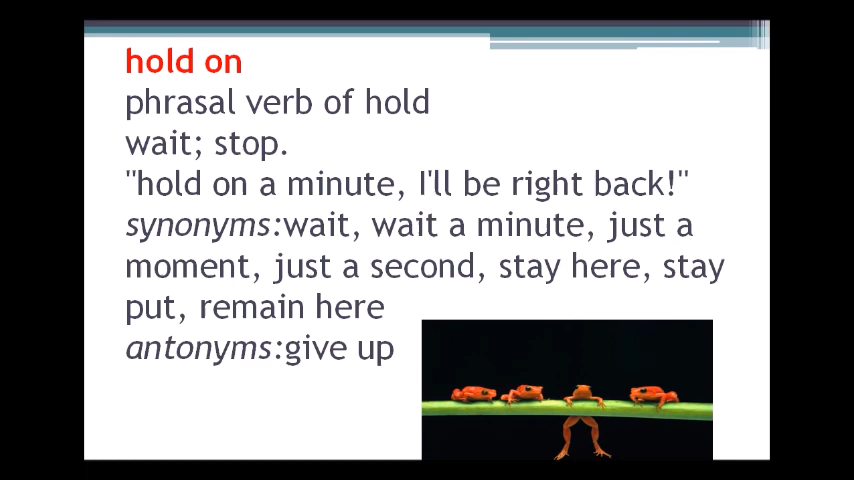 hold on
phrasal verb of hold
wait; stop.
"hold on a minute, I'll be right back!"
synonyms:wait, wait a minute, just a
moment, just a second, stay here, stay
put, remain here
antonyms:give up